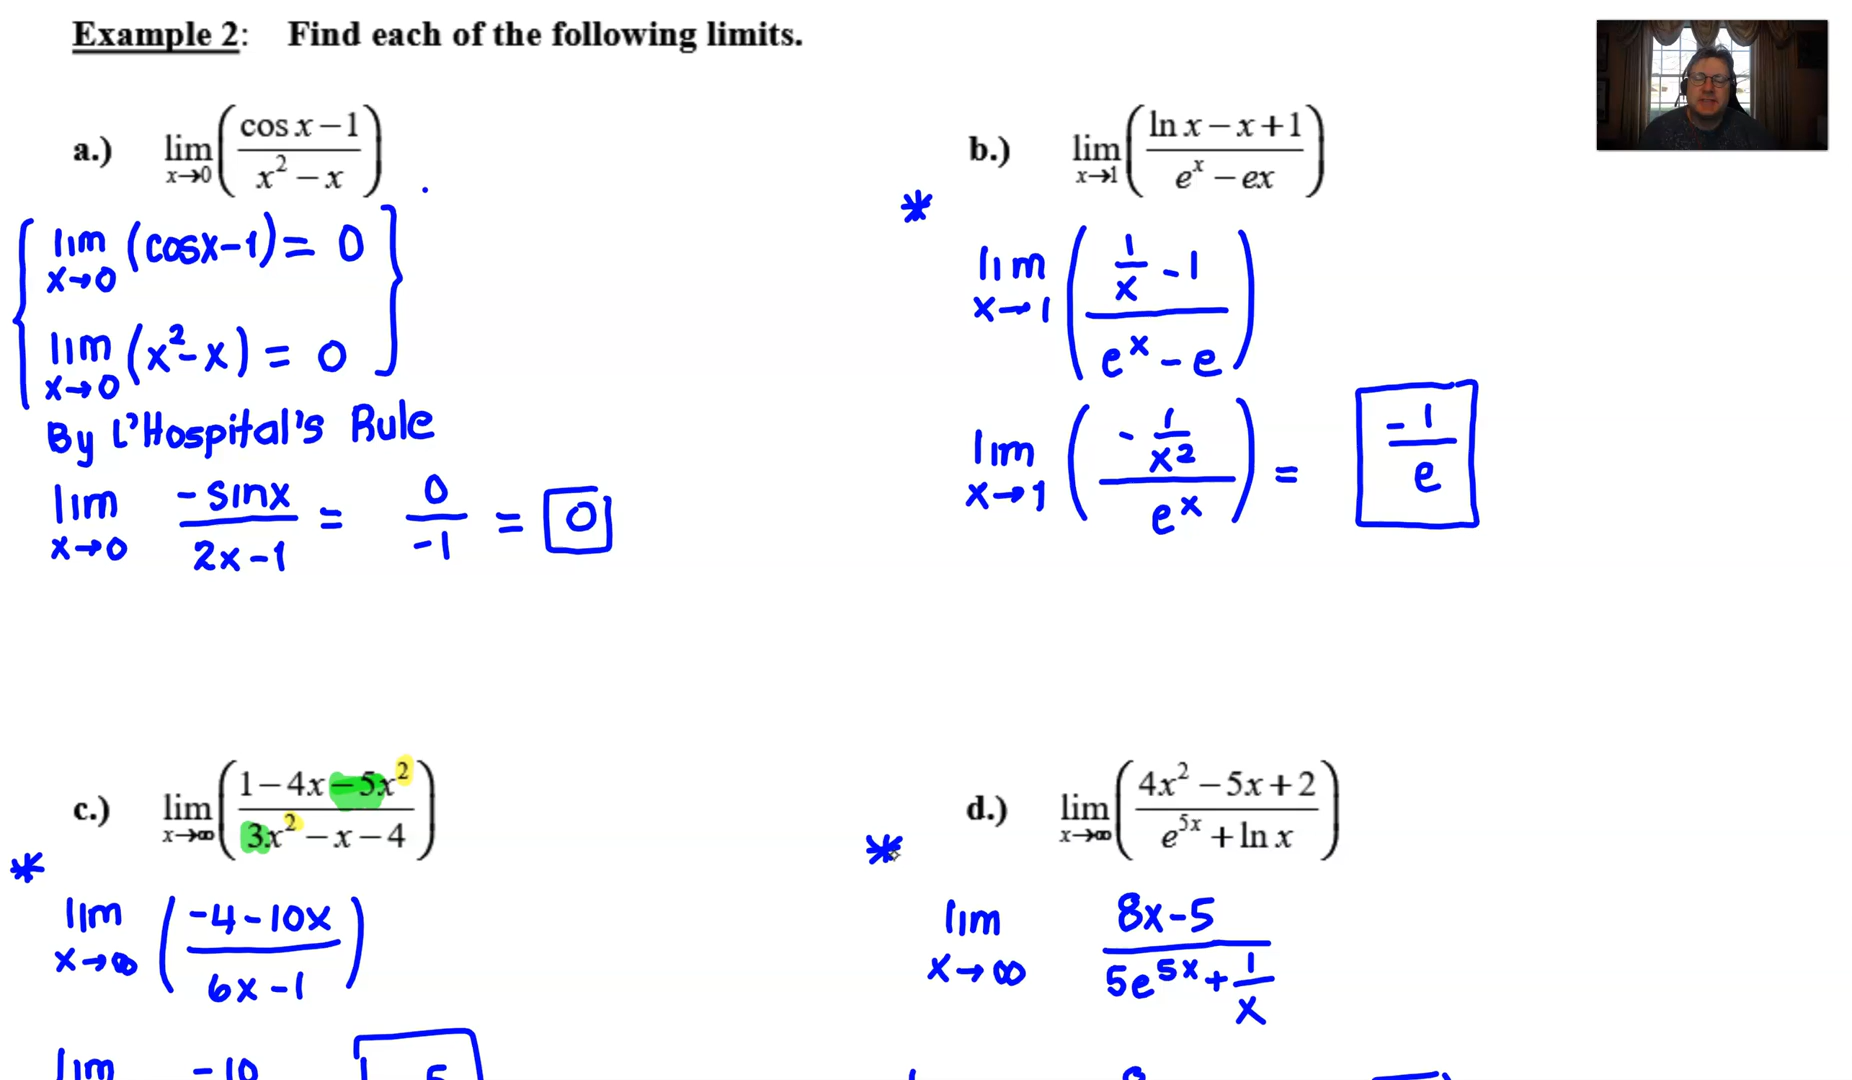 Example 2: Find each of the following limits.
a.) lim x→0 ( (cos x − 1) / (x² − x) )
{ lim x→0 (cosx−1) = 0
lim x→0 (x²−x) = 0 }
By L'Hospital's Rule
lim x→0 −sinx / 2x−1 = 0 / −1 = 0
b.) lim x→1 ( (ln x − x + 1) / (eˣ − ex) )
*
lim x→1 ( (1/x − 1) / (eˣ − e) )
lim x→1 ( (−1/x²) / eˣ ) = −1 / e
c.) lim x→∞ ( (1 − 4x − 5x²) / (3x² − x − 4) )
*
lim x→∞ ( (−4 − 10x) / (6x − 1) )
lim −10
d.) lim x→∞ ( (4x² − 5x + 2) / (e⁵ˣ + ln x) )
*
lim x→∞ (8x − 5) / (5e⁵ˣ + 1/x)